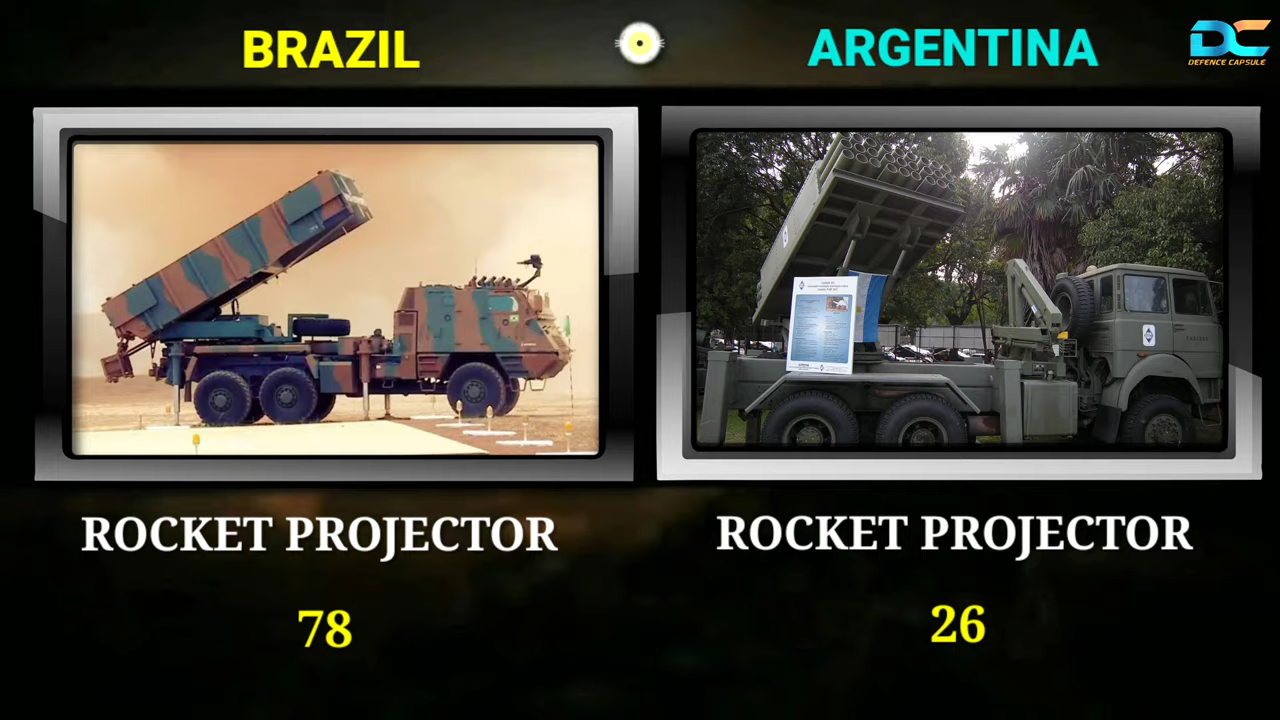 BRAZIL
ARGENTINA
DC
DEFENCE CAPSULE
ROCKET PROJECTOR
ROCKET PROJECTOR
78
26